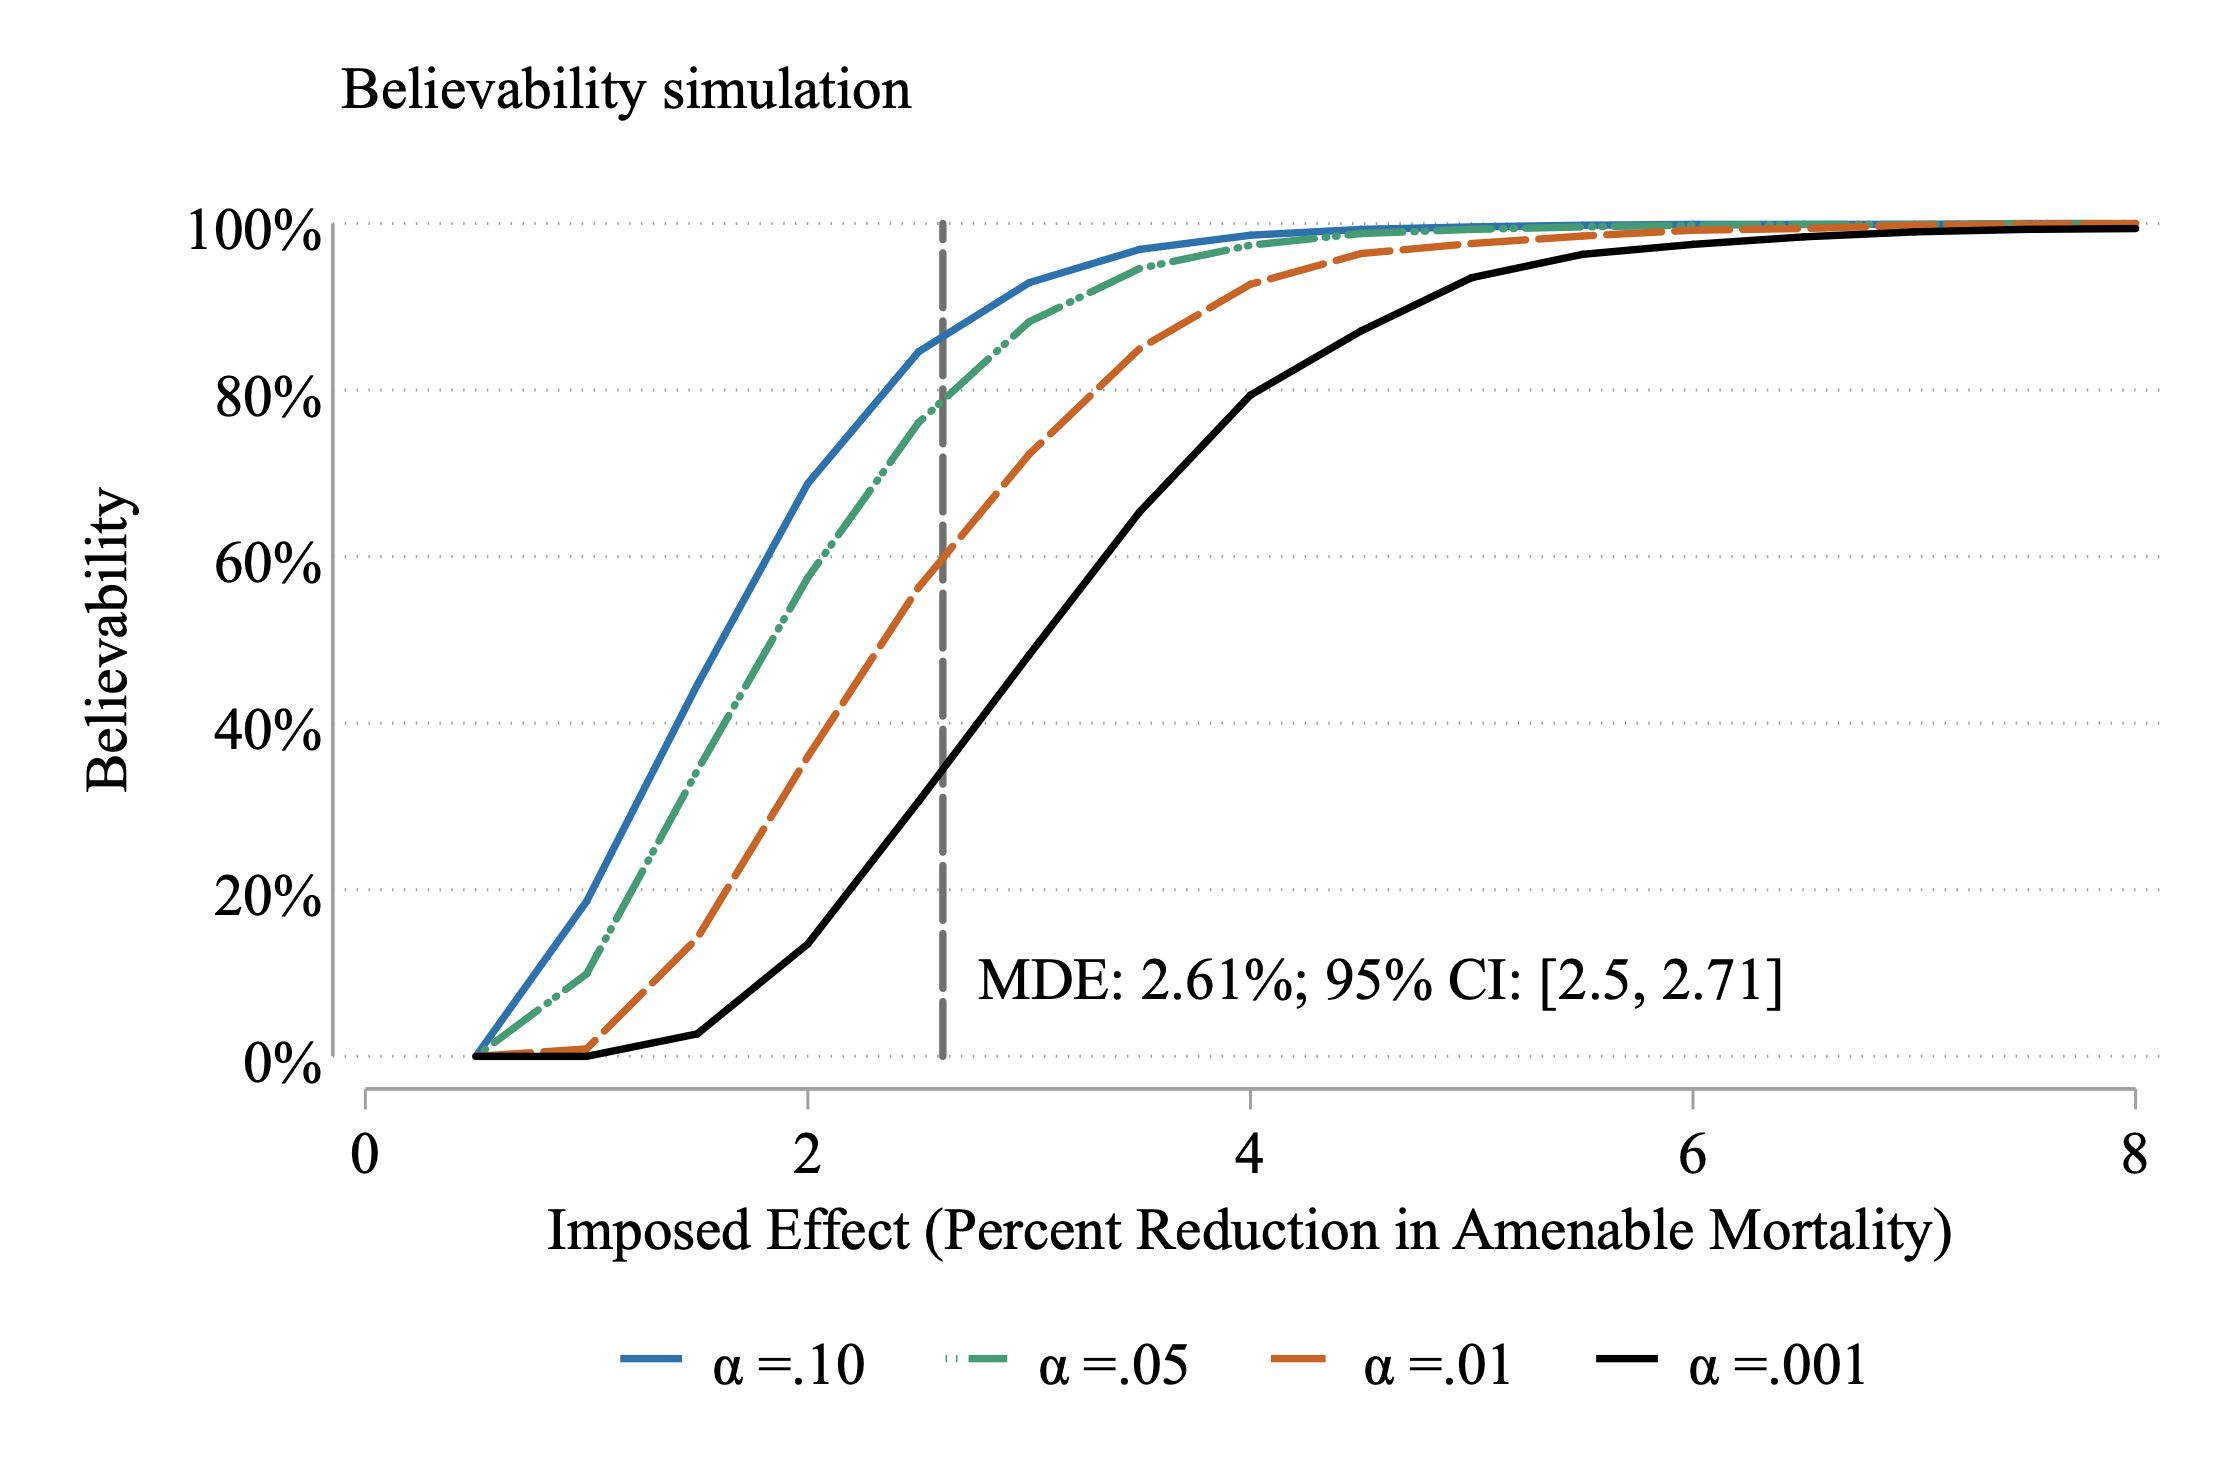 Believability simulation
100%
80%
60%
40%
20%
0%
Believability
MDE: 2.61%; 95% CI: [2.5, 2.71]
0 2 4 6 8
Imposed Effect (Percent Reduction in Amenable Mortality)
α =.10 α =.05 α =.01 α =.001